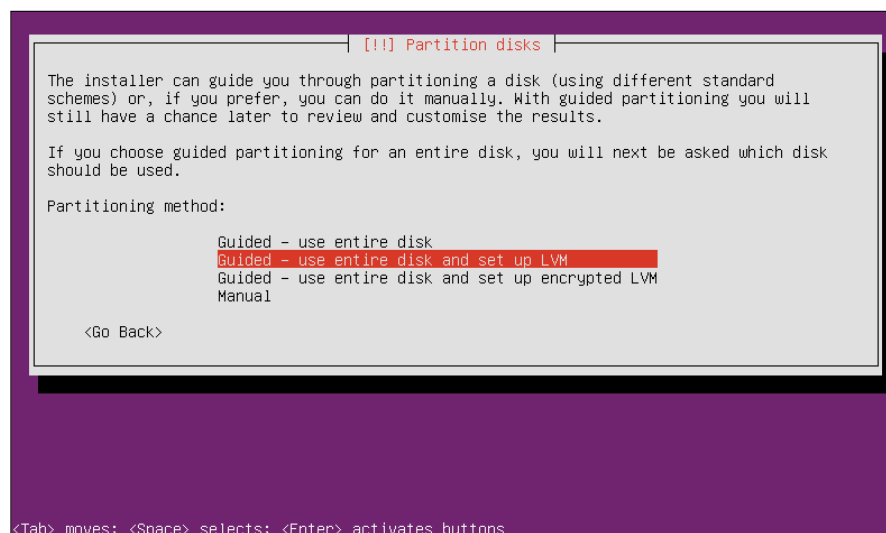 [!!] Partition disks
The installer can guide you through partitioning a disk (using different standard
schemes) or, if you prefer, you can do it manually. With guided partitioning you will
still have a chance later to review and customise the results.
If you choose guided partitioning for an entire disk, you will next be asked which disk
should be used.
Partitioning method:
Guided – use entire disk
Guided – use entire disk and set up LVM
Guided – use entire disk and set up encrypted LVM
Manual
<Go Back>
<Tab> moves; <Space> selects; <Enter> activates buttons